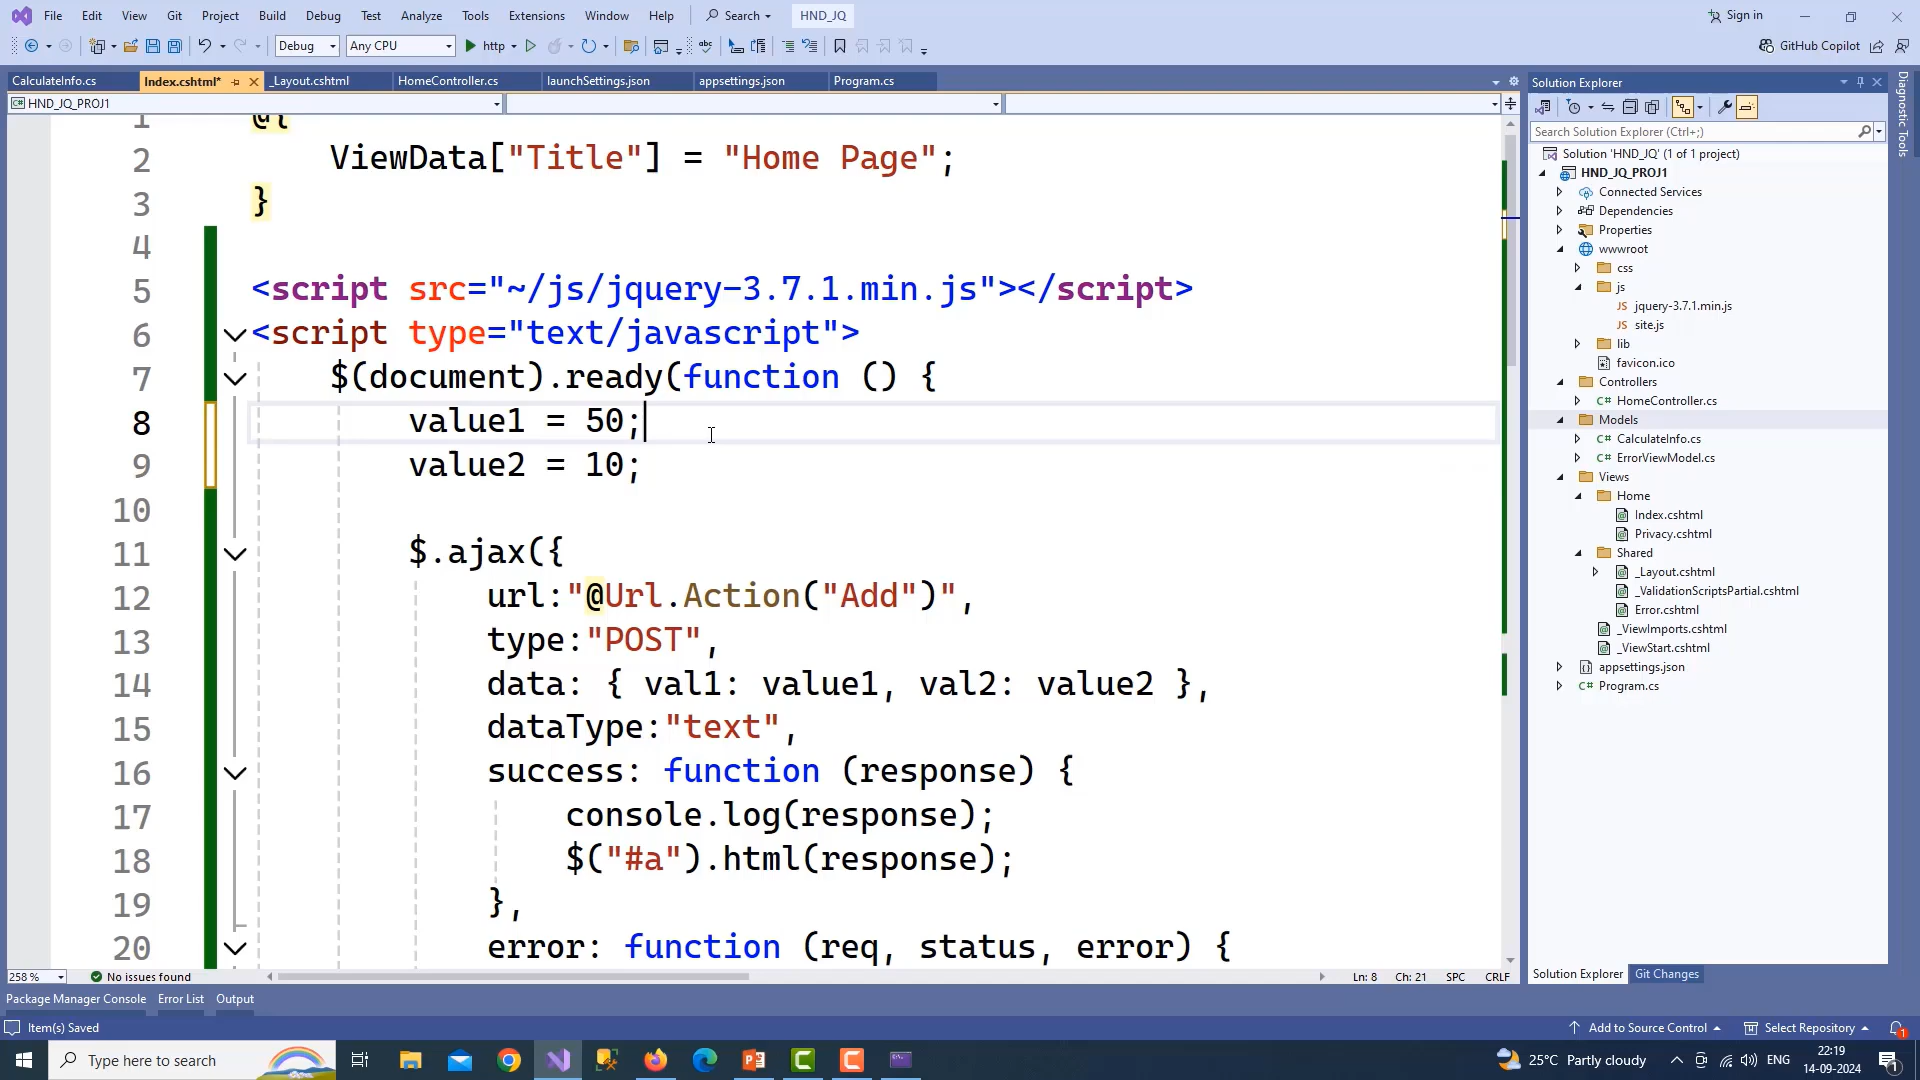 File Edit View Git Project Build Debug Test Analyze Tools Extensions Window Help Search HND_JQ Sign in
Debug Any CPU http GitHub Copilot
CalculateInfo.cs Index.cshtml* _Layout.cshtml HomeController.cs launchSettings.json appsettings.json Program.cs
HND_JQ_PROJ1
1 @{
2 ViewData["Title"] = "Home Page";
3 }
4
5 <script src="~/js/jquery-3.7.1.min.js"></script>
6 <script type="text/javascript">
7 $(document).ready(function () {
8 value1 = 50;
9 value2 = 10;
10
11 $.ajax({
12 url:"@Url.Action("Add")",
13 type:"POST",
14 data: { val1: value1, val2: value2 },
15 dataType:"text",
16 success: function (response) {
17 console.log(response);
18 $("#a").html(response);
19 },
20 error: function (req, status, error) {
258 % No issues found Ln: 8 Ch: 21 SPC CRLF
Solution Explorer
Search Solution Explorer (Ctrl+;)
Solution 'HND_JQ' (1 of 1 project)
HND_JQ_PROJ1
Connected Services
Dependencies
Properties
wwwroot
css
js
jquery-3.7.1.min.js
site.js
lib
favicon.ico
Controllers
HomeController.cs
Models
CalculateInfo.cs
ErrorViewModel.cs
Views
Home
Index.cshtml
Privacy.cshtml
Shared
_Layout.cshtml
_ValidationScriptsPartial.cshtml
Error.cshtml
_ViewImports.cshtml
_ViewStart.cshtml
appsettings.json
Program.cs
Solution Explorer Git Changes
Diagnostic Tools
Package Manager Console Error List Output
Item(s) Saved Add to Source Control Select Repository 1
Type here to search 25°C Partly cloudy ENG 22:19
14-09-2024 1